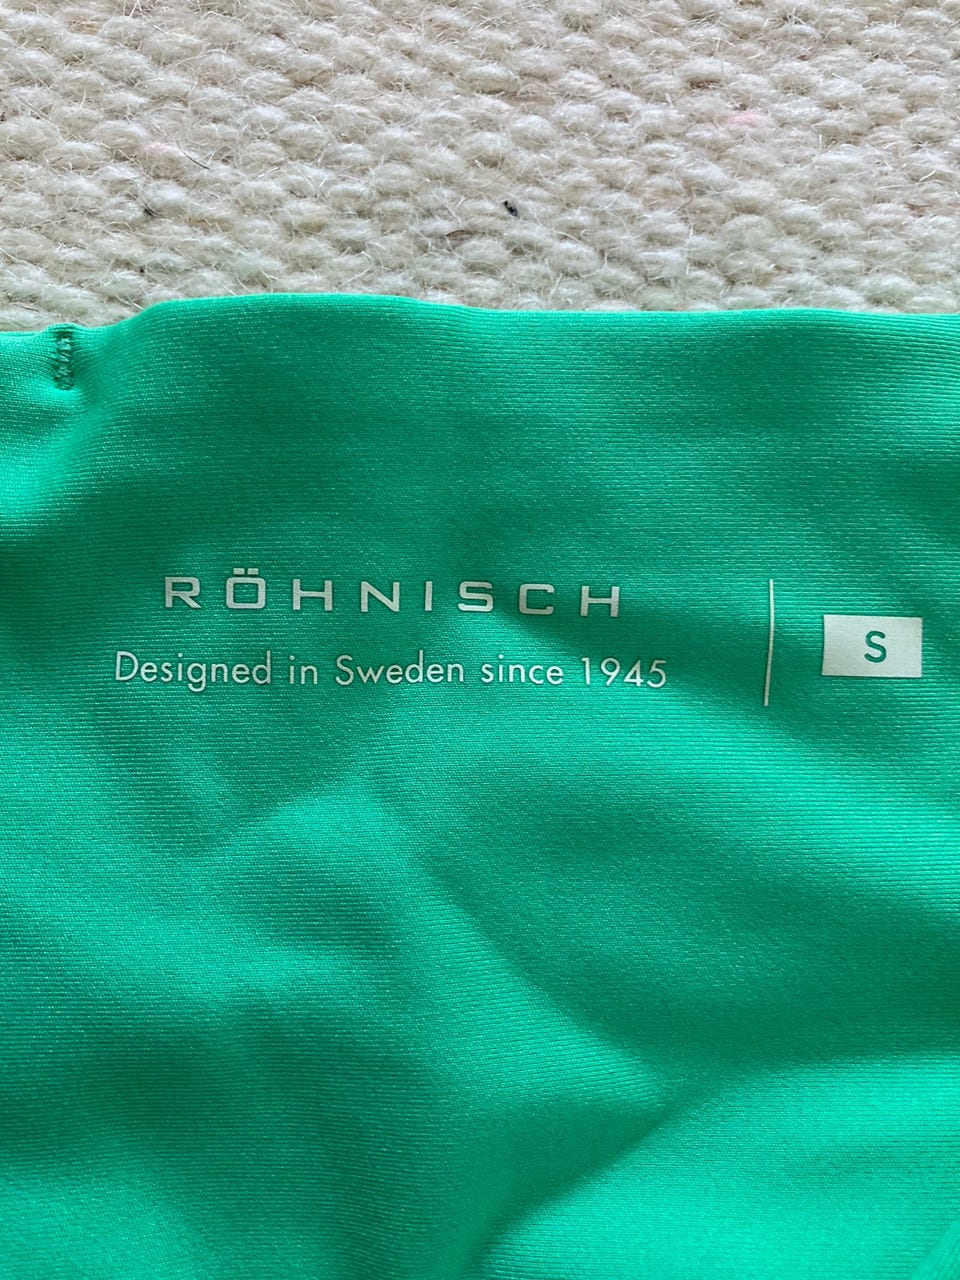 RÖHNISCH
Designed in Sweden since 1945
S